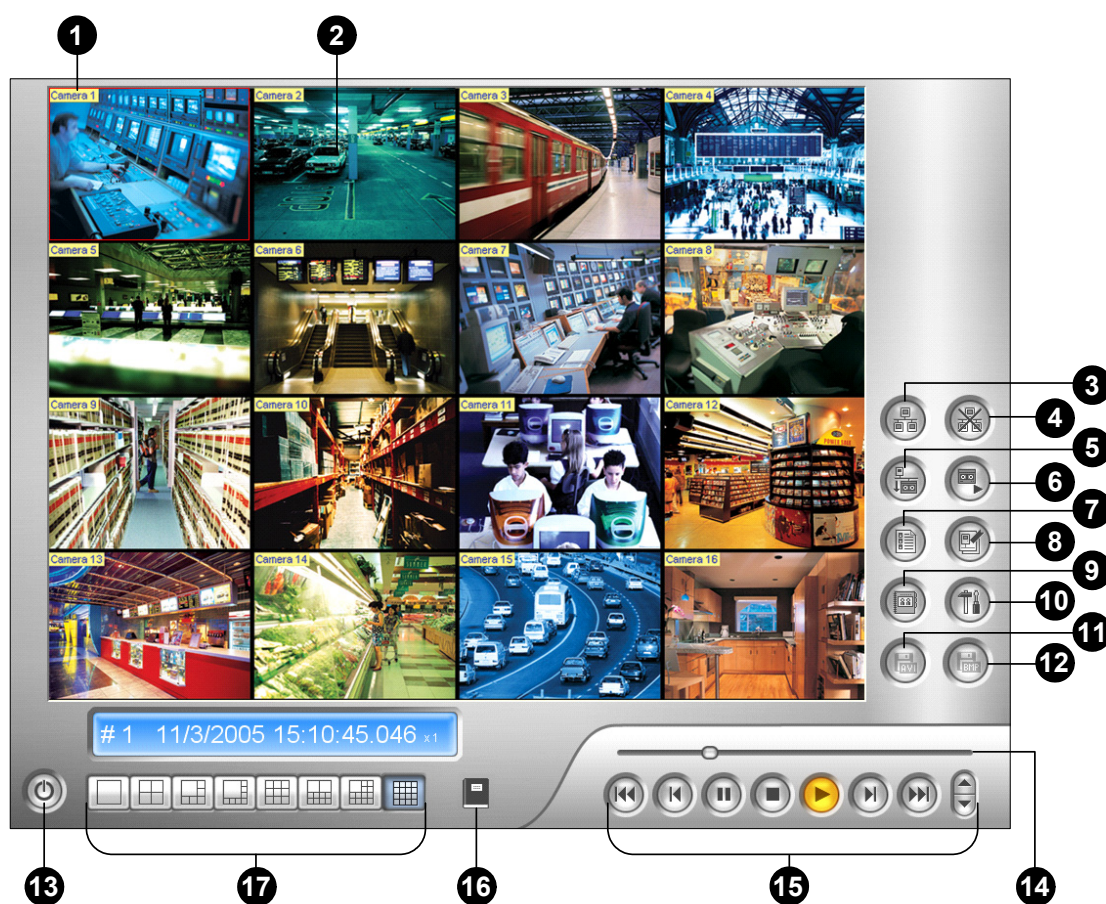 1
2
Camera 1
Camera 2
Camera 3
Camera 4
Camera 5
Camera 6
Camera 7
Camera 8
Camera 9
Camera 10
Camera 11
Camera 12
POWER ZONE
Camera 13
Camera 14
Camera 15
Camera 16
3
4
5
6
7
8
9
10
11
12
AVI
BMP
# 1 11/3/2005 15:10:45.046 x1
13
17
16
15
14